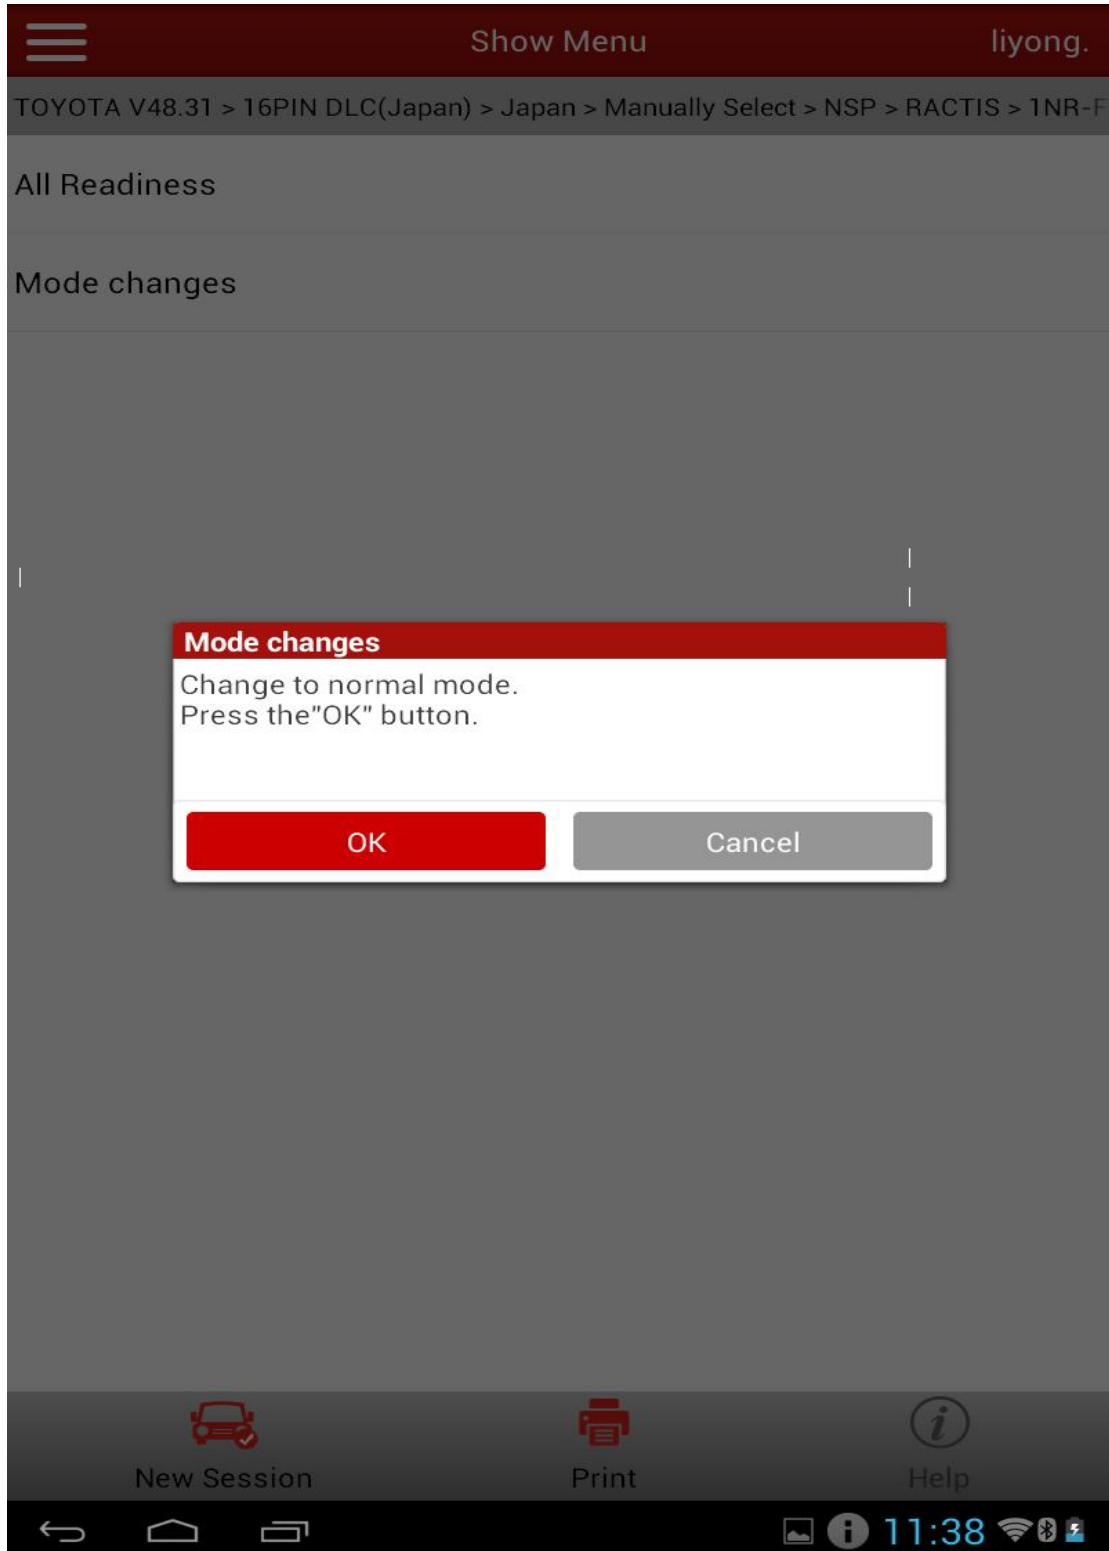 Show Menu
liyong.
TOYOTA V48.31 > 16PIN DLC(Japan) > Japan > Manually Select > NSP > RACTIS > 1NR-F
All Readiness
Mode changes
Mode changes
Change to normal mode.
Press the"OK" button.
OK
Cancel
New Session
Print
Help
11:38